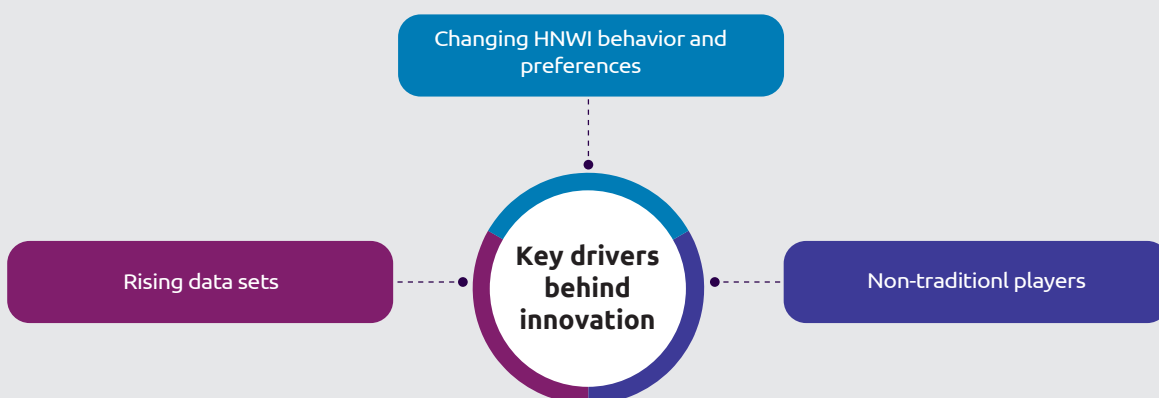 Changing HNWI behavior and
preferences
Rising data sets
Key drivers
behind
innovation
Non-traditionl players